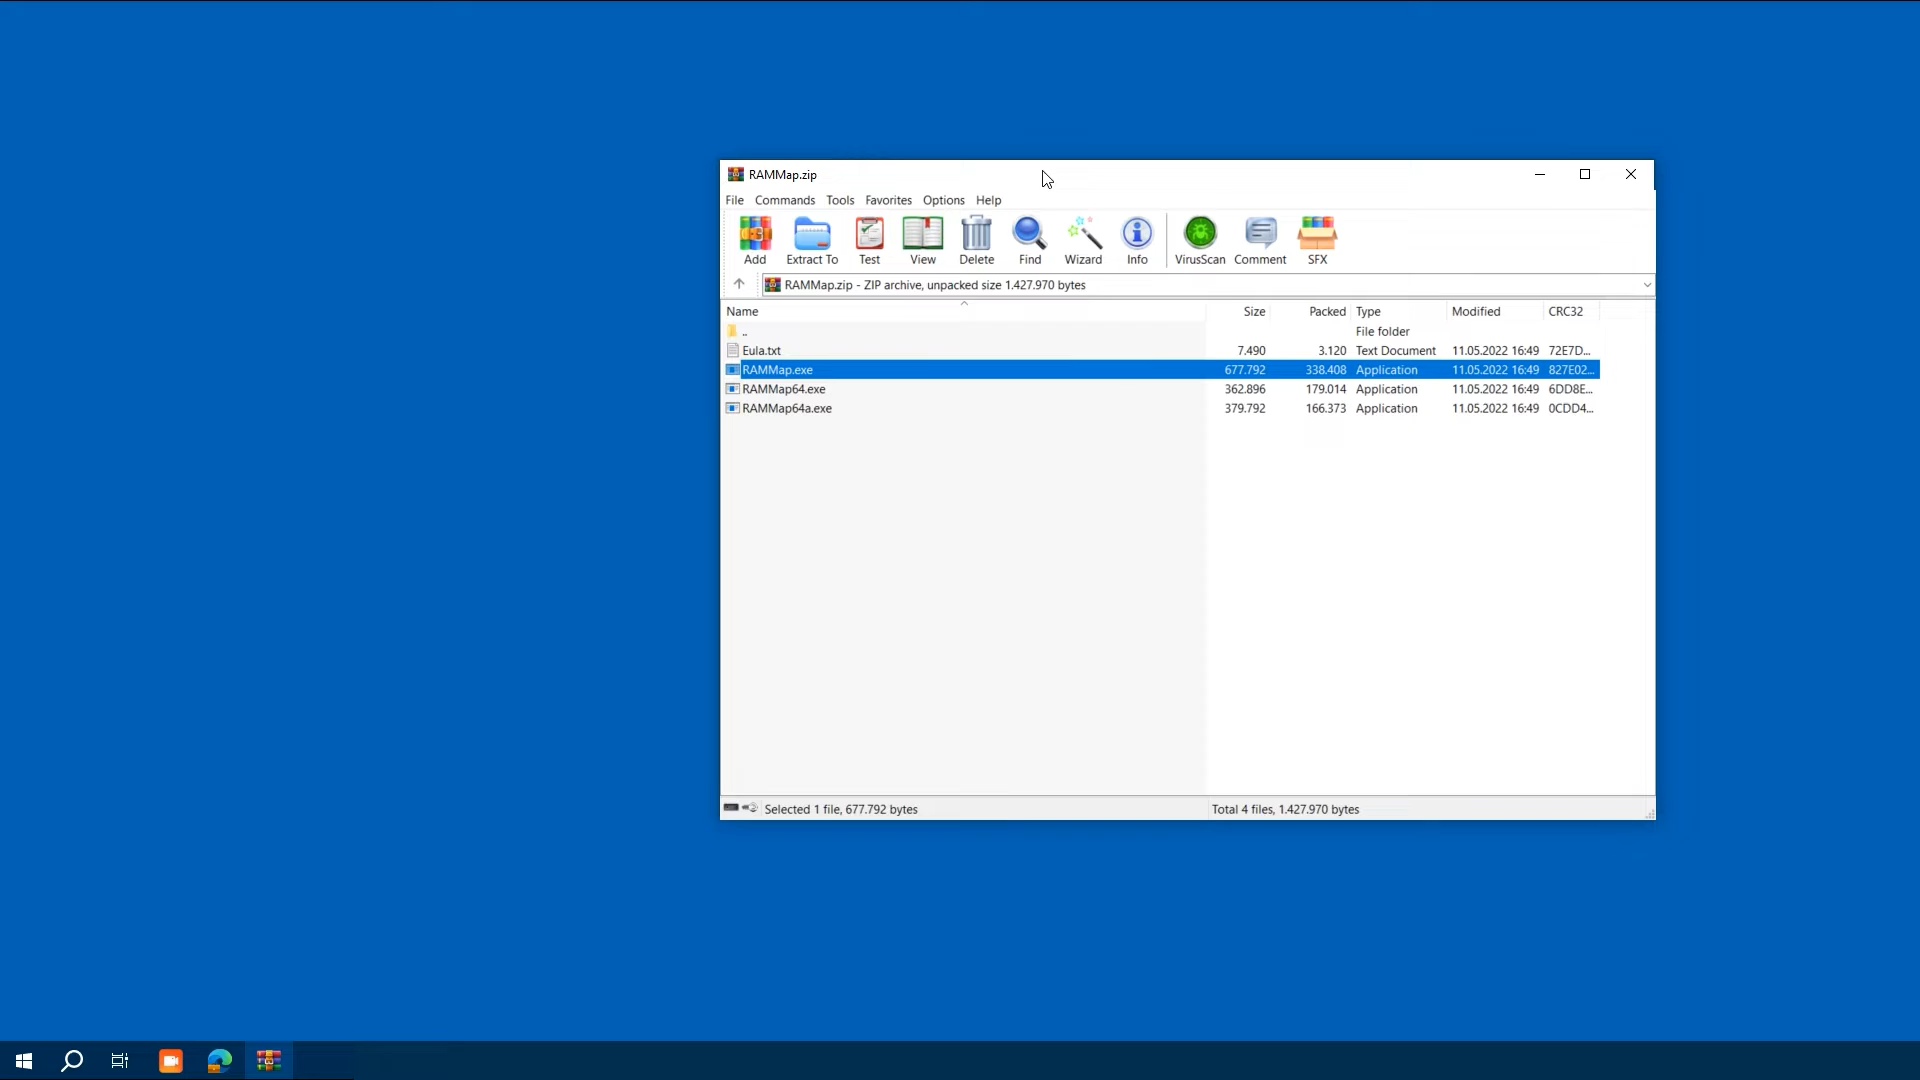 RAMMap.zip
File Commands Tools Favorites Options Help
Add Extract To Test View Delete Find Wizard Info VirusScan Comment SFX
RAMMap.zip - ZIP archive, unpacked size 1.427.970 bytes
Name Size Packed Type Modified CRC32
.. File folder
Eula.txt 7.490 3.120 Text Document 11.05.2022 16:49 72E7D...
RAMMap.exe 677.792 338.408 Application 11.05.2022 16:49 827E02...
RAMMap64.exe 362.896 179.014 Application 11.05.2022 16:49 6DD8E...
RAMMap64a.exe 379.792 166.373 Application 11.05.2022 16:49 0CDD4...
Selected 1 file, 677.792 bytes Total 4 files, 1.427.970 bytes